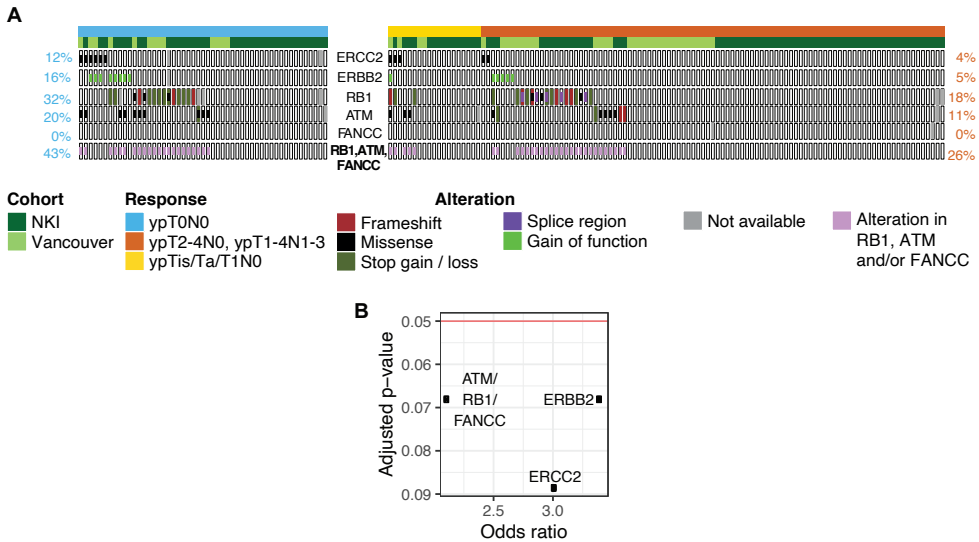 A
12% ERCC2 4%
16% ERBB2 5%
32% RB1 18%
20% ATM 11%
0% FANCC 0%
43% RB1,ATM, 26%
FANCC
Cohort Response Alteration
NKI ypT0N0 Frameshift Splice region Not available Alteration in
Vancouver ypT2-4N0, ypT1-4N1-3 Missense Gain of function RB1, ATM
ypTis/Ta/T1N0 Stop gain / loss and/or FANCC
B
Adjusted p−value
0.05
0.06
0.07
0.08
0.09
ATM/
RB1/
FANCC
ERBB2
ERCC2
2.5 3.0
Odds ratio